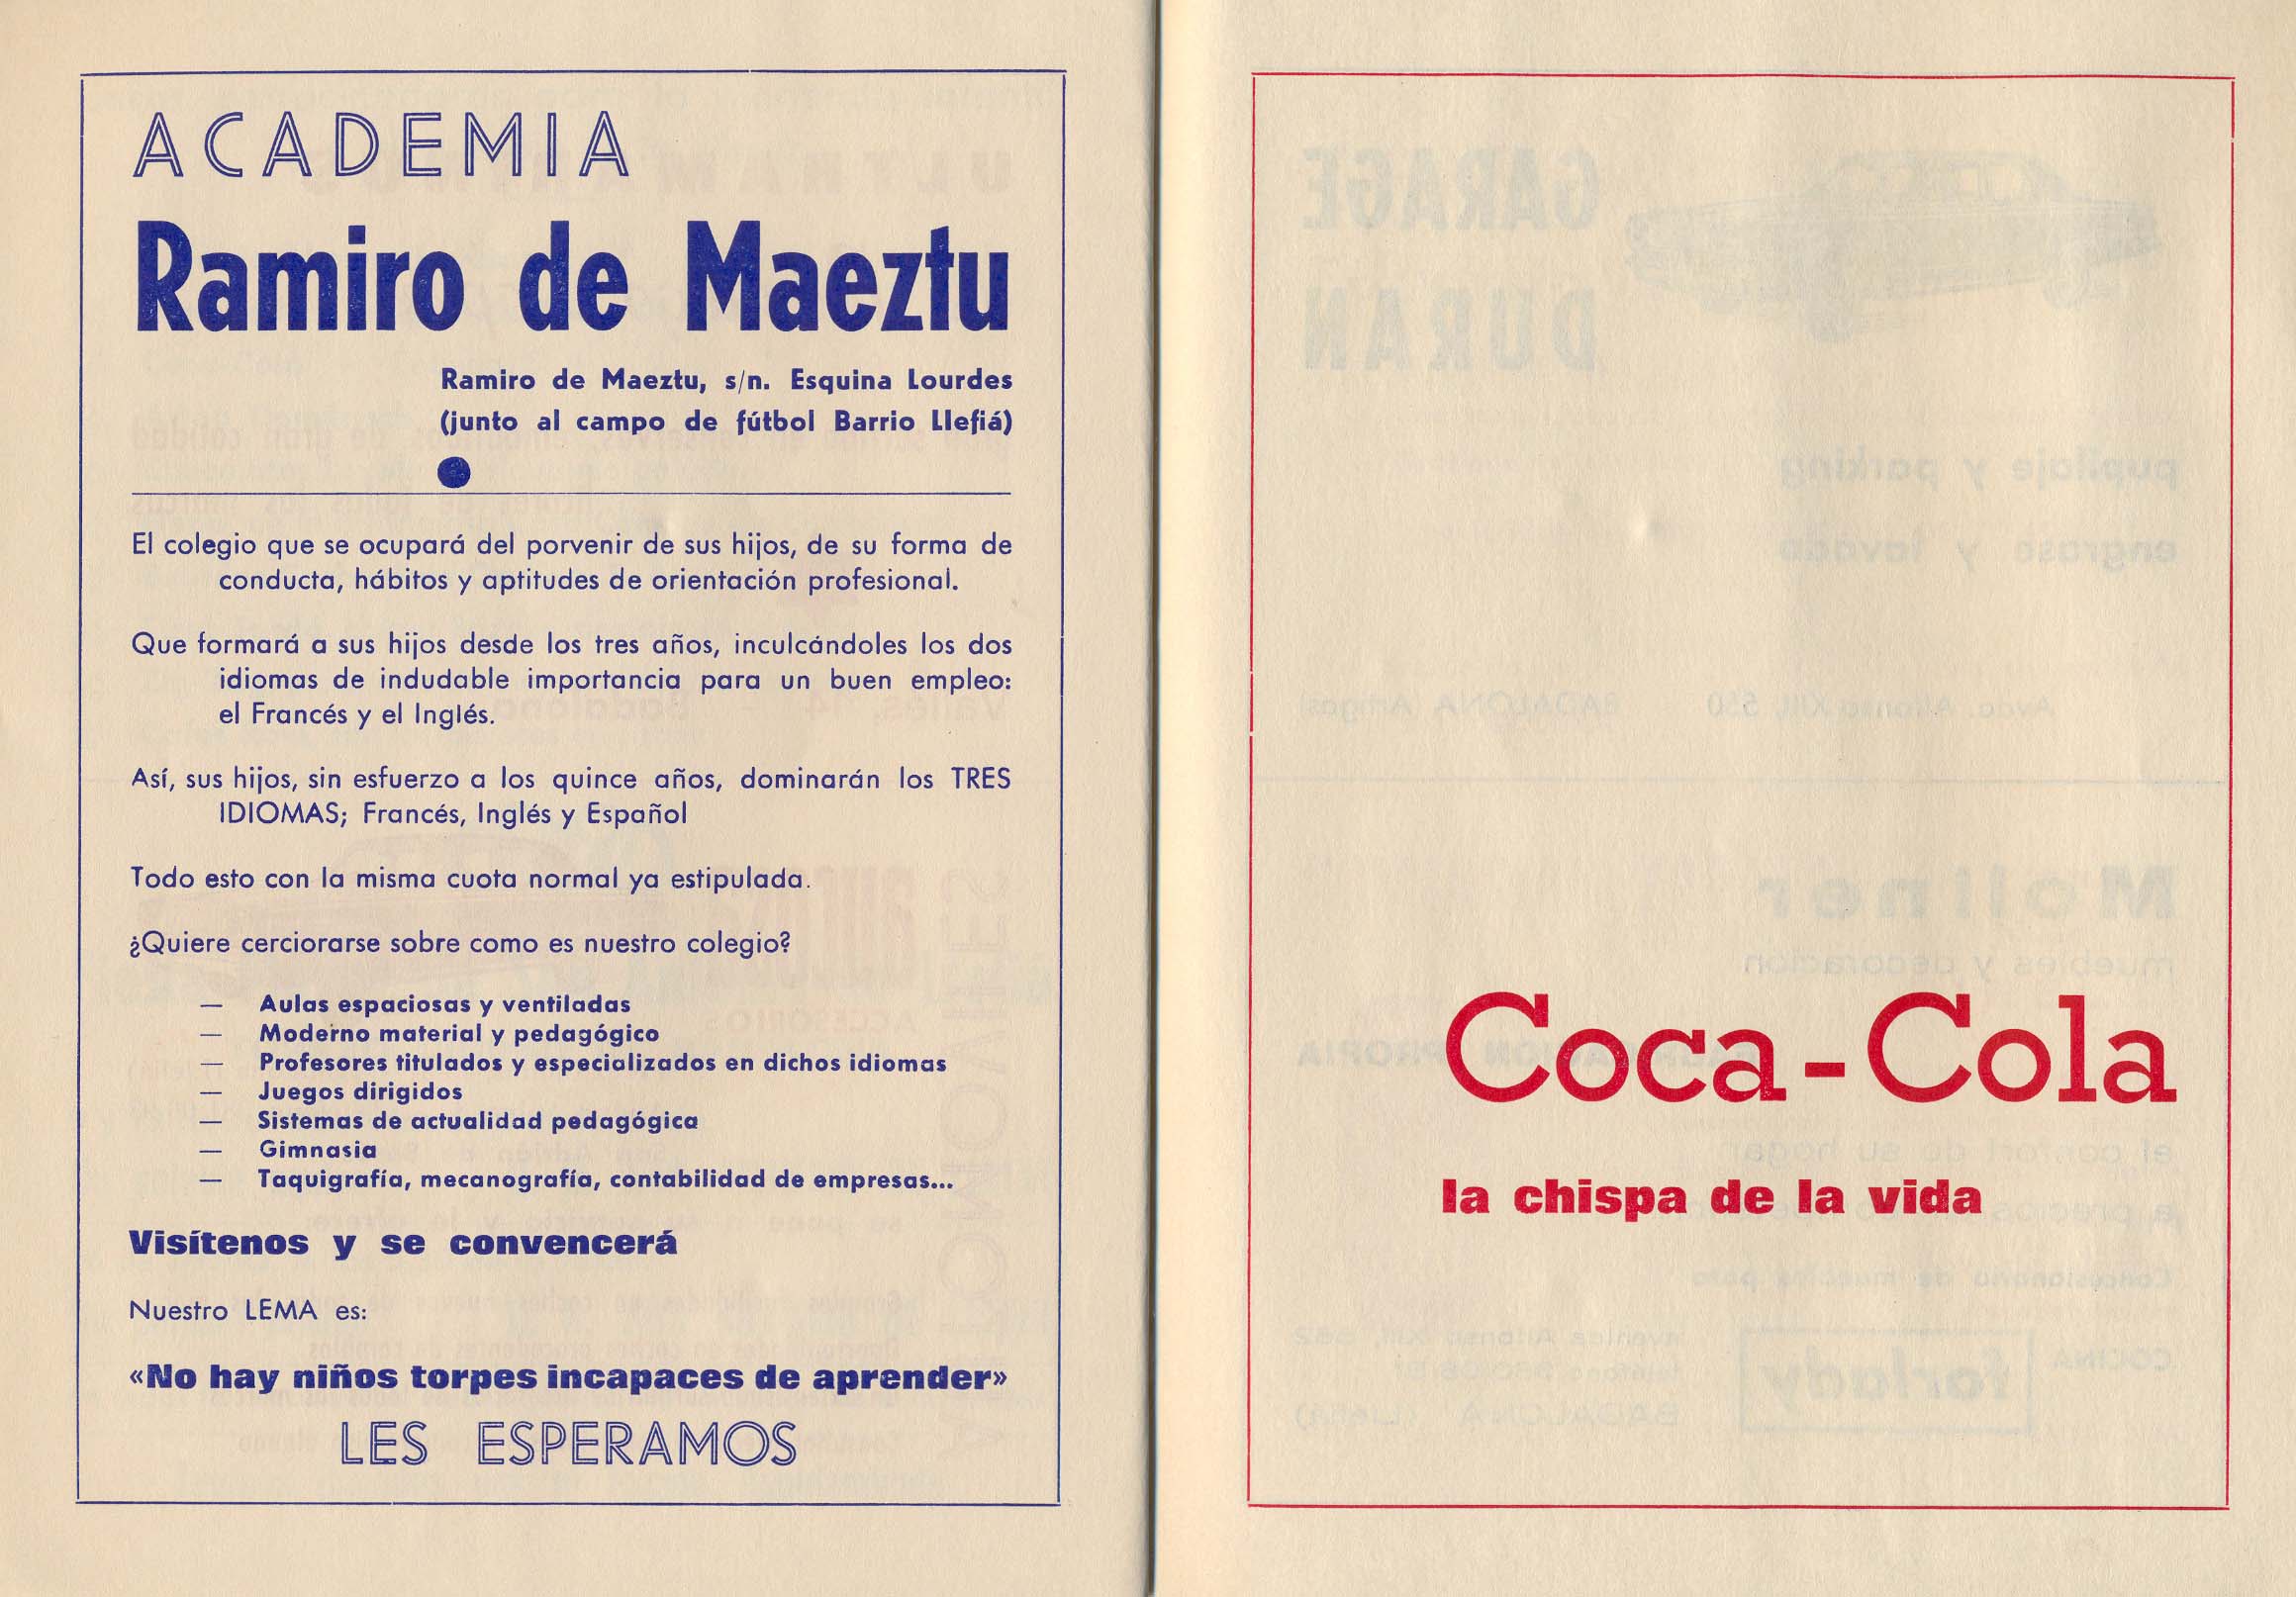 ACADEMIA
Ramiro de Maeztu
Ramiro de Maeztu, s/n. Esquina Lourdes
(junto al campo de fútbol Barrio Llefiá)
El colegio que se ocupará del porvenir de sus hijos, de su forma de
conducta, hábitos y aptitudes de orientación profesional.
Que formará a sus hijos desde los tres años, inculcándoles los dos
idiomas de indudable importancia para un buen empleo:
el Francés y el Inglés.
Así, sus hijos, sin esfuerzo a los quince años, dominarán los TRES
IDIOMAS; Francés, Inglés y Español
Todo esto con la misma cuota normal ya estipulada.
¿Quiere cerciorarse sobre como es nuestro colegio?
— Aulas espaciosas y ventiladas
— Moderno material y pedagógico
— Profesores titulados y especializados en dichos idiomas
— Juegos dirigidos
— Sistemas de actualidad pedagógica
— Gimnasia
— Taquigrafía, mecanografía, contabilidad de empresas...
Visítenos y se convencerá
Nuestro LEMA es:
«No hay niños torpes incapaces de aprender»
LES ESPERAMOS
Coca-Cola
la chispa de la vida